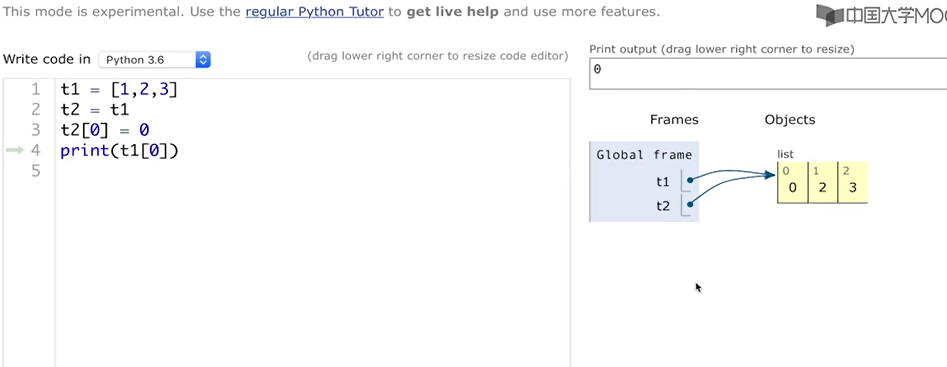 This mode is experimental. Use the regular Python Tutor to get live help and use more features.
中国大学MOO
Write code in Python 3.6
(drag lower right corner to resize code editor)
1 t1 = [1,2,3]
2 t2 = t1
3 t2[0] = 0
4 print(t1[0])
5
Print output (drag lower right corner to resize)
0
Frames Objects
Global frame
t1
t2
list
0 1 2
0 2 3